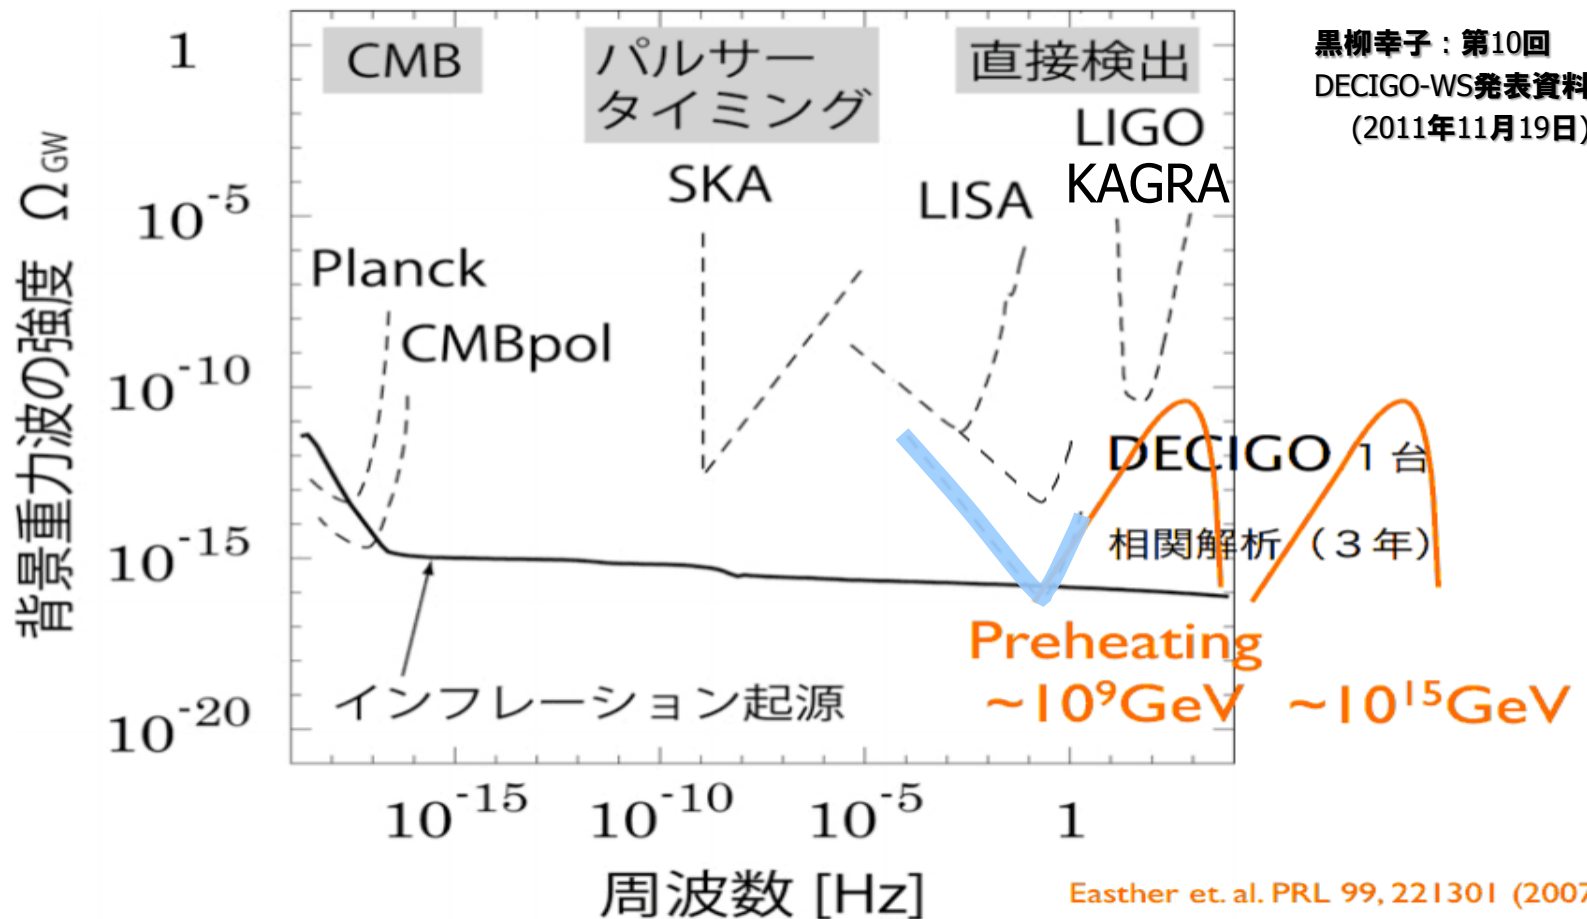 黒柳幸子：第10回
DECIGO-WS発表資料
(2011年11月19日)
CMB
パルサー
タイミング
直接検出
LIGO
KAGRA
SKA
LISA
Planck
CMBpol
DECIGO 1台
相関解析（3年）
Preheating
~10⁹GeV ~10¹⁵GeV
インフレーション起源
背景重力波の強度 Ω_GW
1
10⁻⁵
10⁻¹⁰
10⁻¹⁵
10⁻²⁰
10⁻¹⁵ 10⁻¹⁰ 10⁻⁵ 1
周波数 [Hz]
Easther et. al. PRL 99, 221301 (2007